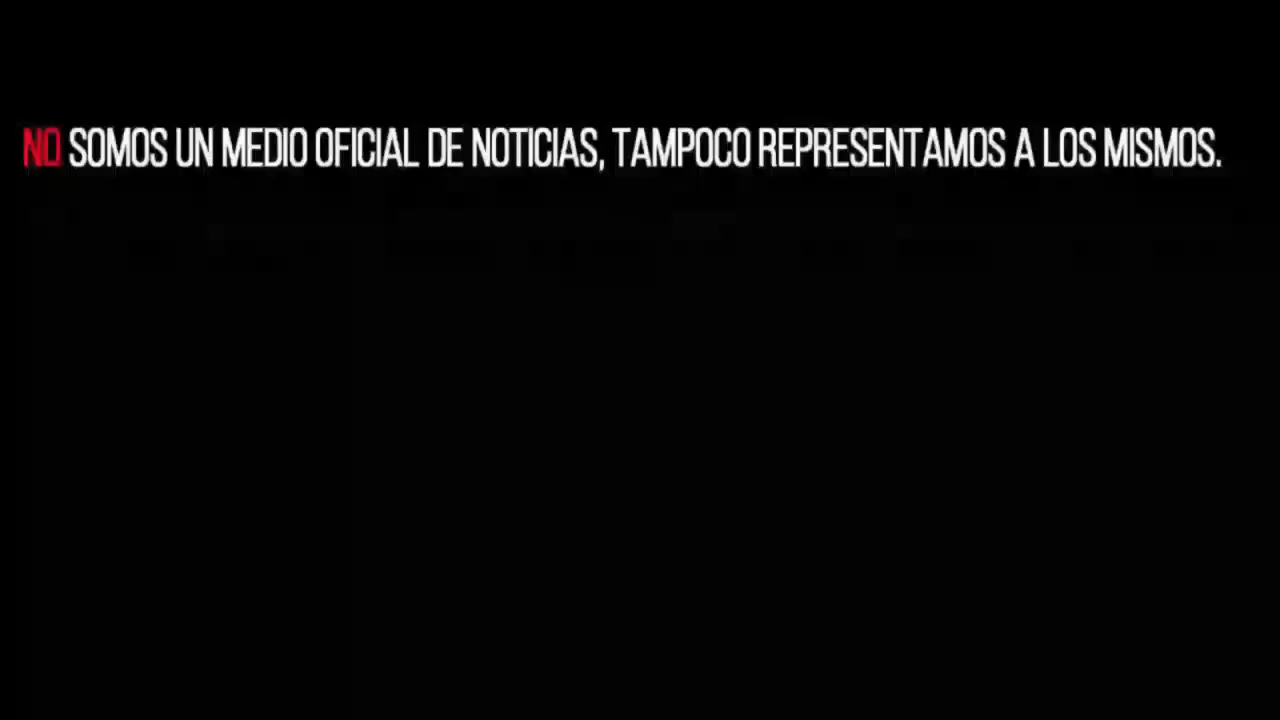 NO SOMOS UN MEDIO OFICIAL DE NOTICIAS, TAMPOCO REPRESENTAMOS A LOS MISMOS.